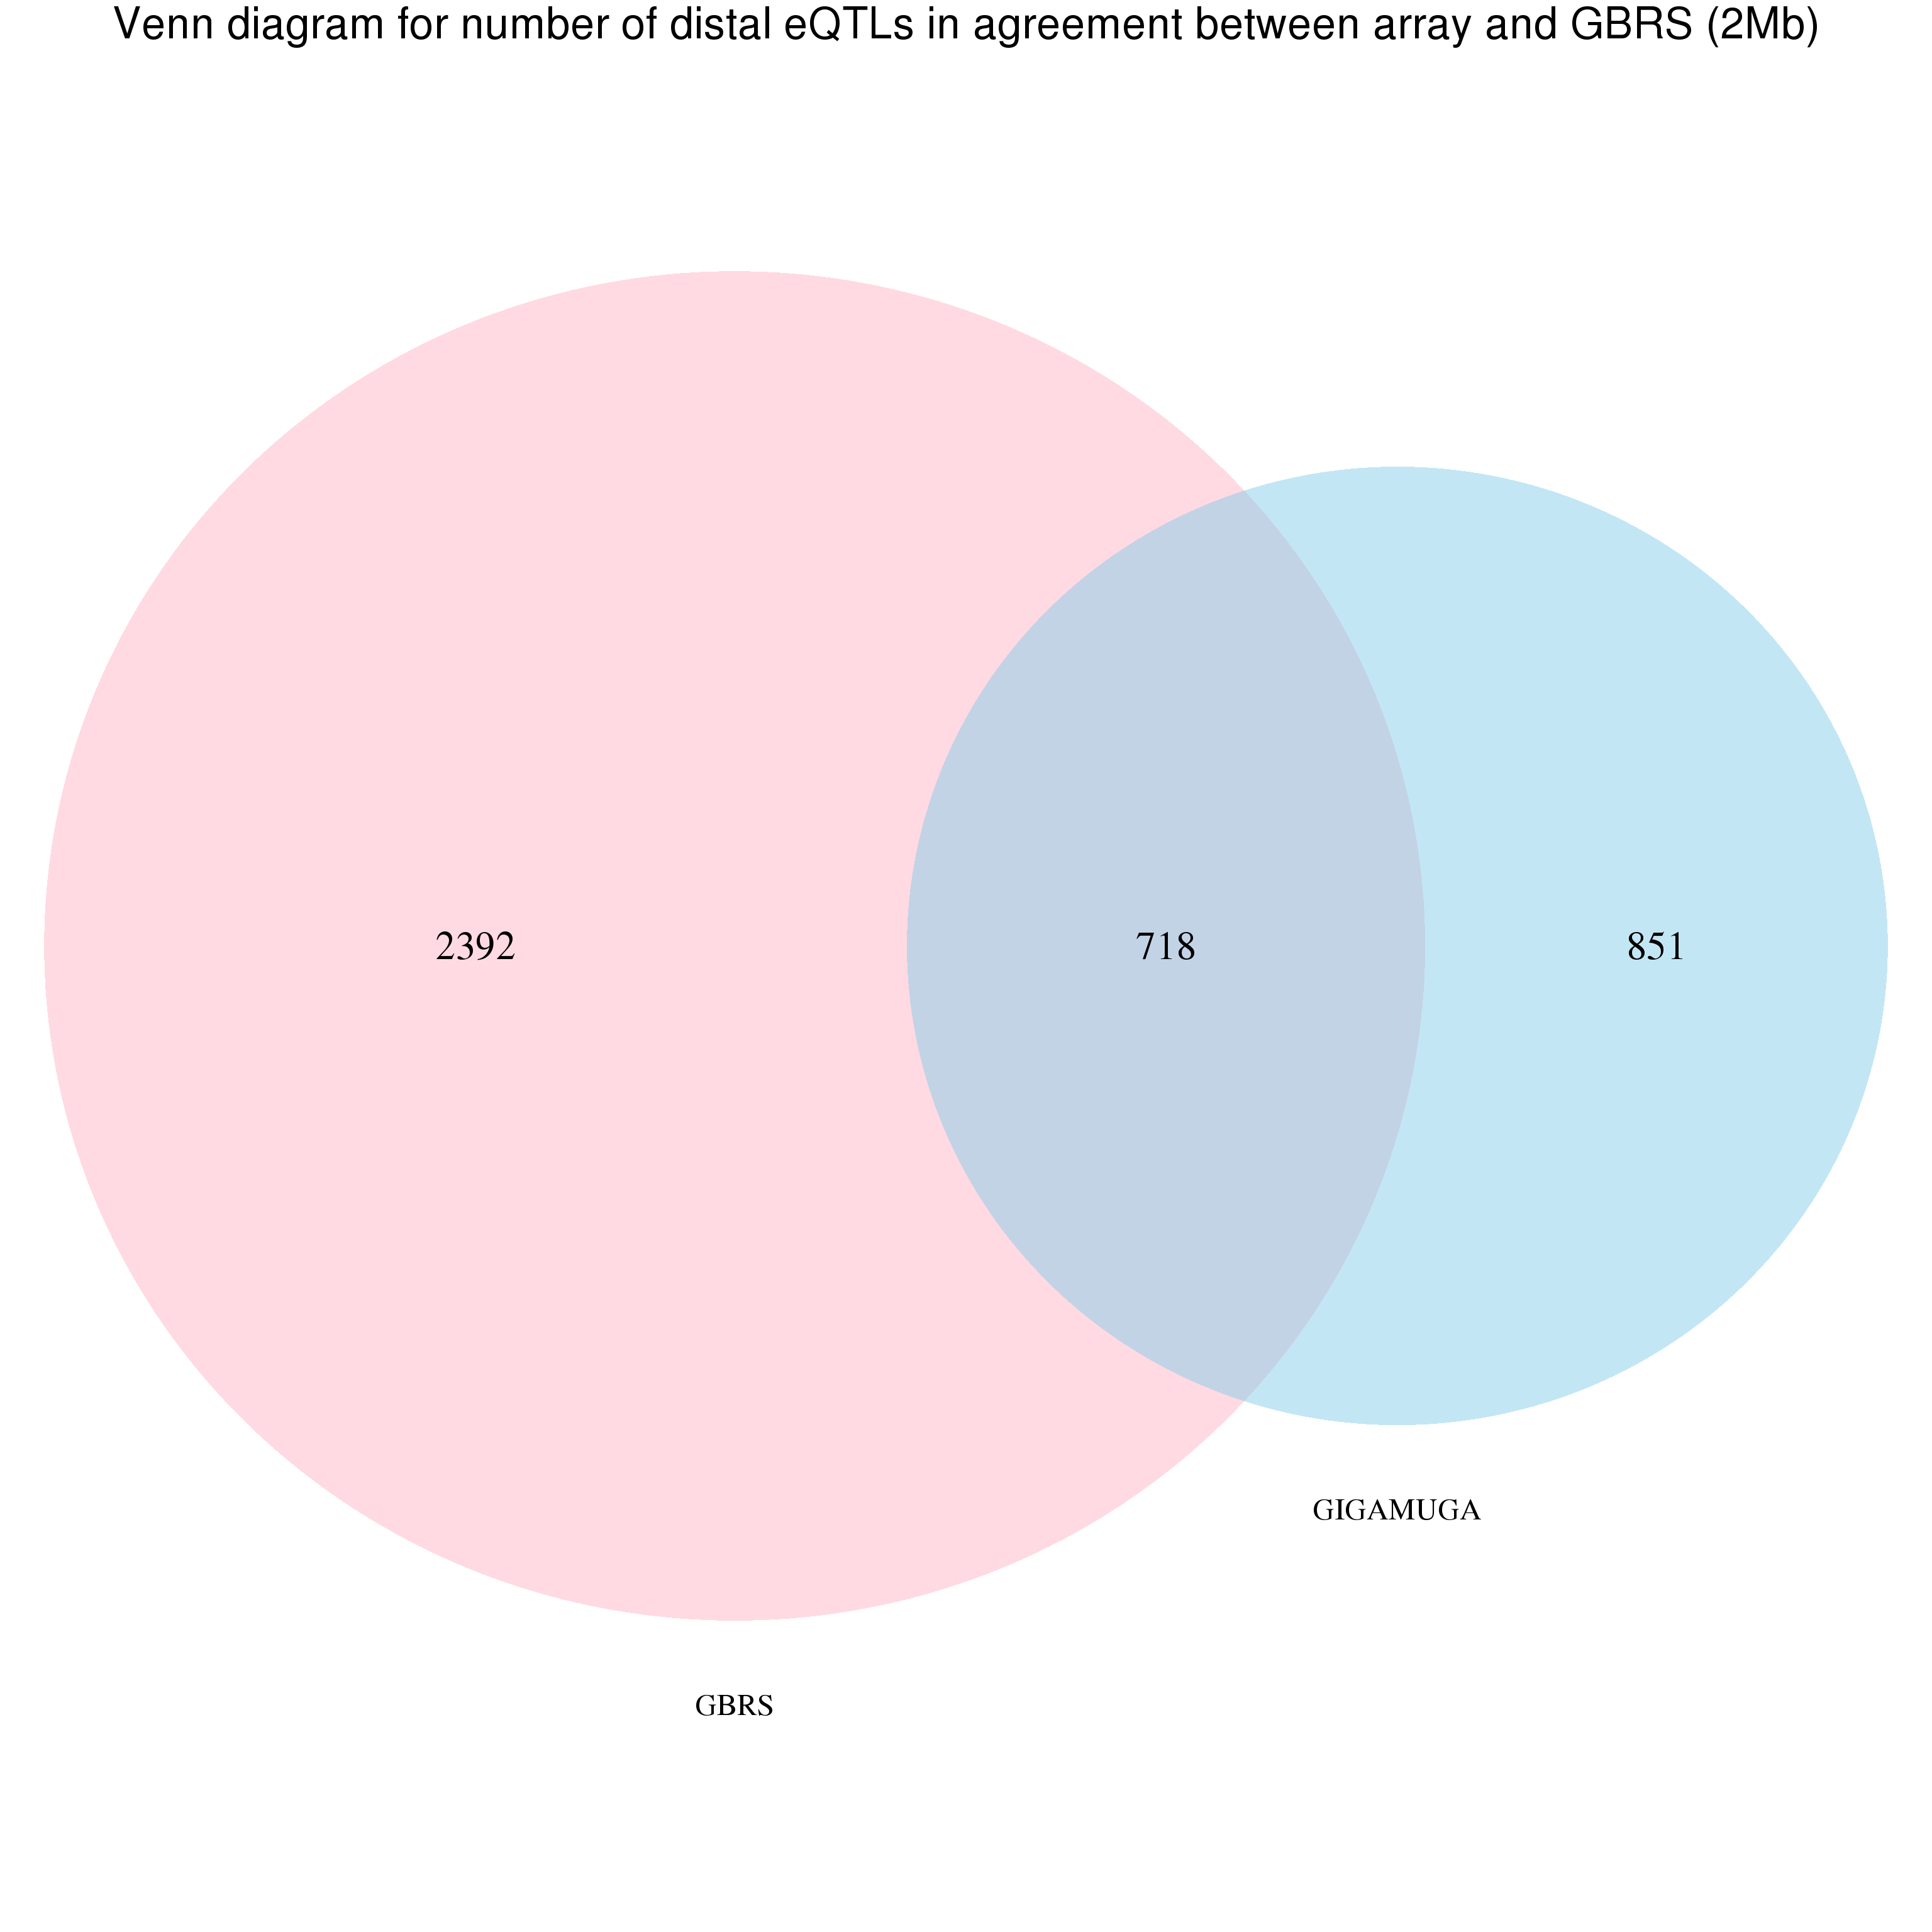 Venn diagram for number of distal eQTLs in agreement between array and GBRS (2Mb)
2392
718
851
GIGAMUGA
GBRS